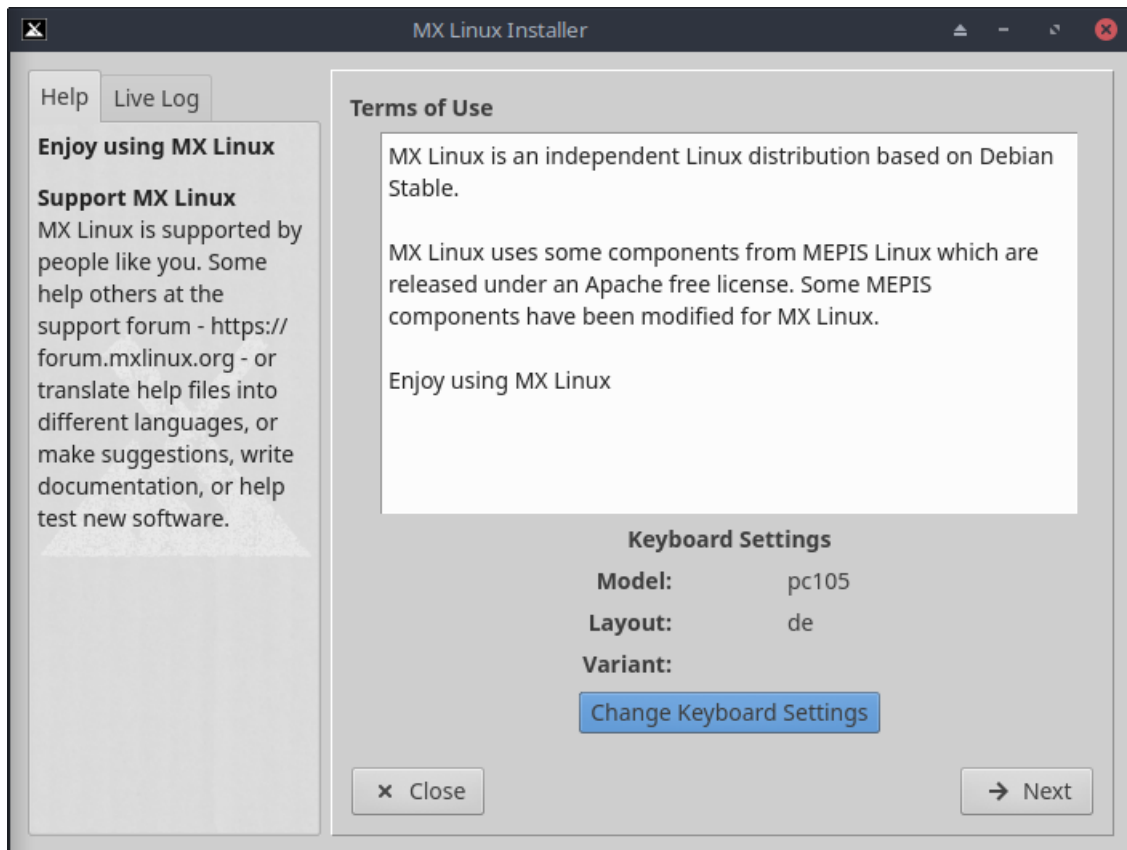 MX Linux Installer
Help
Live Log
Enjoy using MX Linux
Support MX Linux
MX Linux is supported by
people like you. Some
help others at the
support forum - https://
forum.mxlinux.org - or
translate help files into
different languages, or
make suggestions, write
documentation, or help
test new software.
Terms of Use
MX Linux is an independent Linux distribution based on Debian
Stable.
MX Linux uses some components from MEPIS Linux which are
released under an Apache free license. Some MEPIS
components have been modified for MX Linux.
Enjoy using MX Linux
Keyboard Settings
Model: pc105
Layout: de
Variant:
Change Keyboard Settings
Close
Next